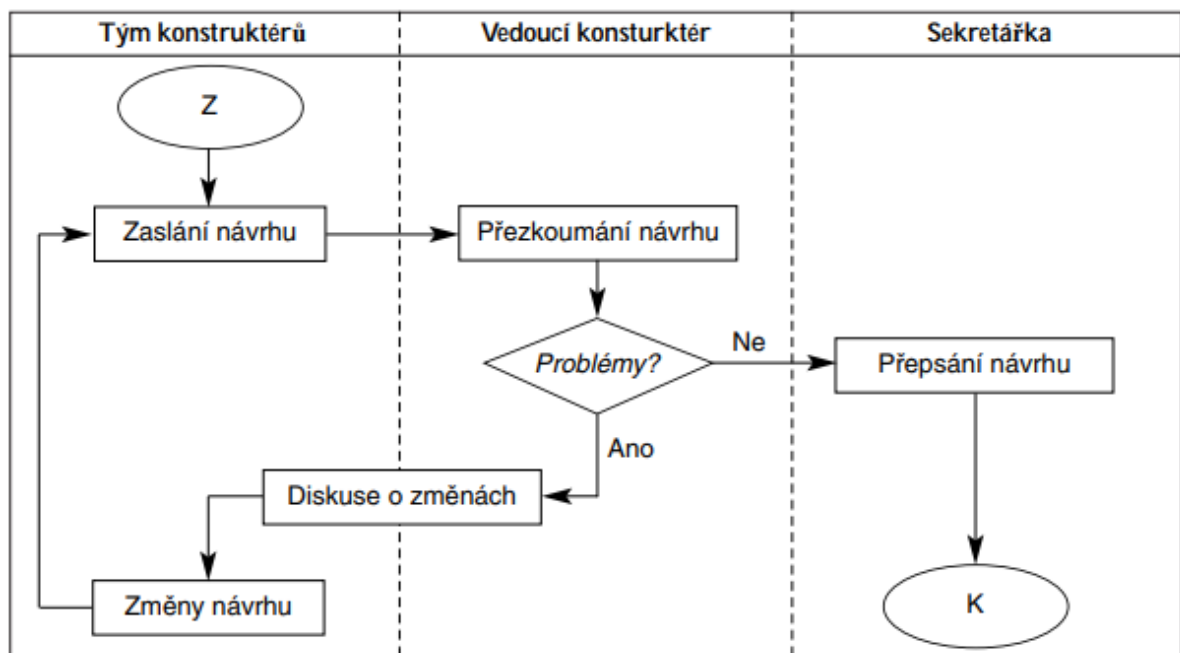 Tým konstruktérů
Vedoucí konsturktér
Sekretářka
Z
Zaslání návrhu
Přezkoumání návrhu
Problémy?
Ne
Přepsání návrhu
Ano
Diskuse o změnách
Změny návrhu
K